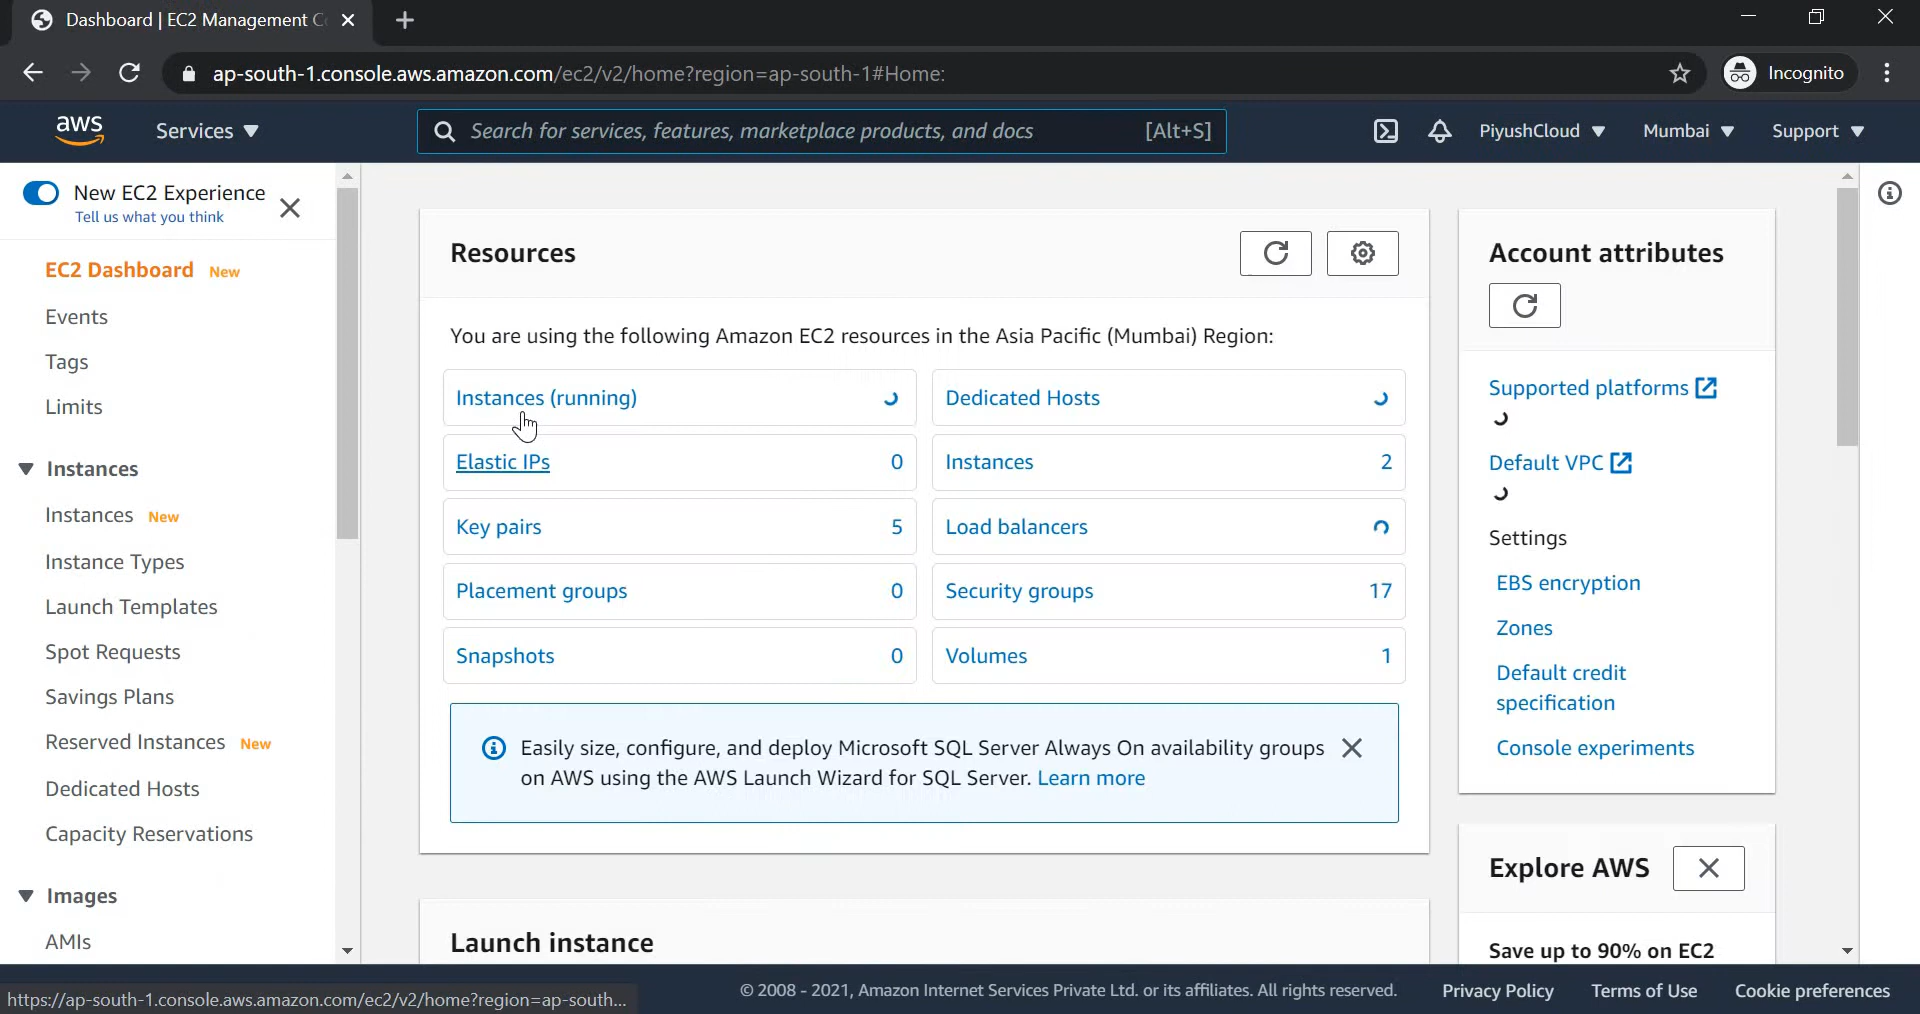 Dashboard | EC2 Management C
ap-south-1.console.aws.amazon.com/ec2/v2/home?region=ap-south-1#Home:
Incognito
aws
Services
Search for services, features, marketplace products, and docs
[Alt+S]
PiyushCloud
Mumbai
Support
New EC2 Experience
Tell us what you think
EC2 Dashboard New
Events
Tags
Limits
Instances
Instances New
Instance Types
Launch Templates
Spot Requests
Savings Plans
Reserved Instances New
Dedicated Hosts
Capacity Reservations
Images
AMIs
Resources
You are using the following Amazon EC2 resources in the Asia Pacific (Mumbai) Region:
Instances (running)
Dedicated Hosts
Elastic IPs 0
Instances 2
Key pairs 5
Load balancers
Placement groups 0
Security groups 17
Snapshots 0
Volumes 1
Easily size, configure, and deploy Microsoft SQL Server Always On availability groups
on AWS using the AWS Launch Wizard for SQL Server. Learn more
Launch instance
Account attributes
Supported platforms
Default VPC
Settings
EBS encryption
Zones
Default credit
specification
Console experiments
Explore AWS
Save up to 90% on EC2
https://ap-south-1.console.aws.amazon.com/ec2/v2/home?region=ap-south...
© 2008 - 2021, Amazon Internet Services Private Ltd. or its affiliates. All rights reserved.
Privacy Policy
Terms of Use
Cookie preferences